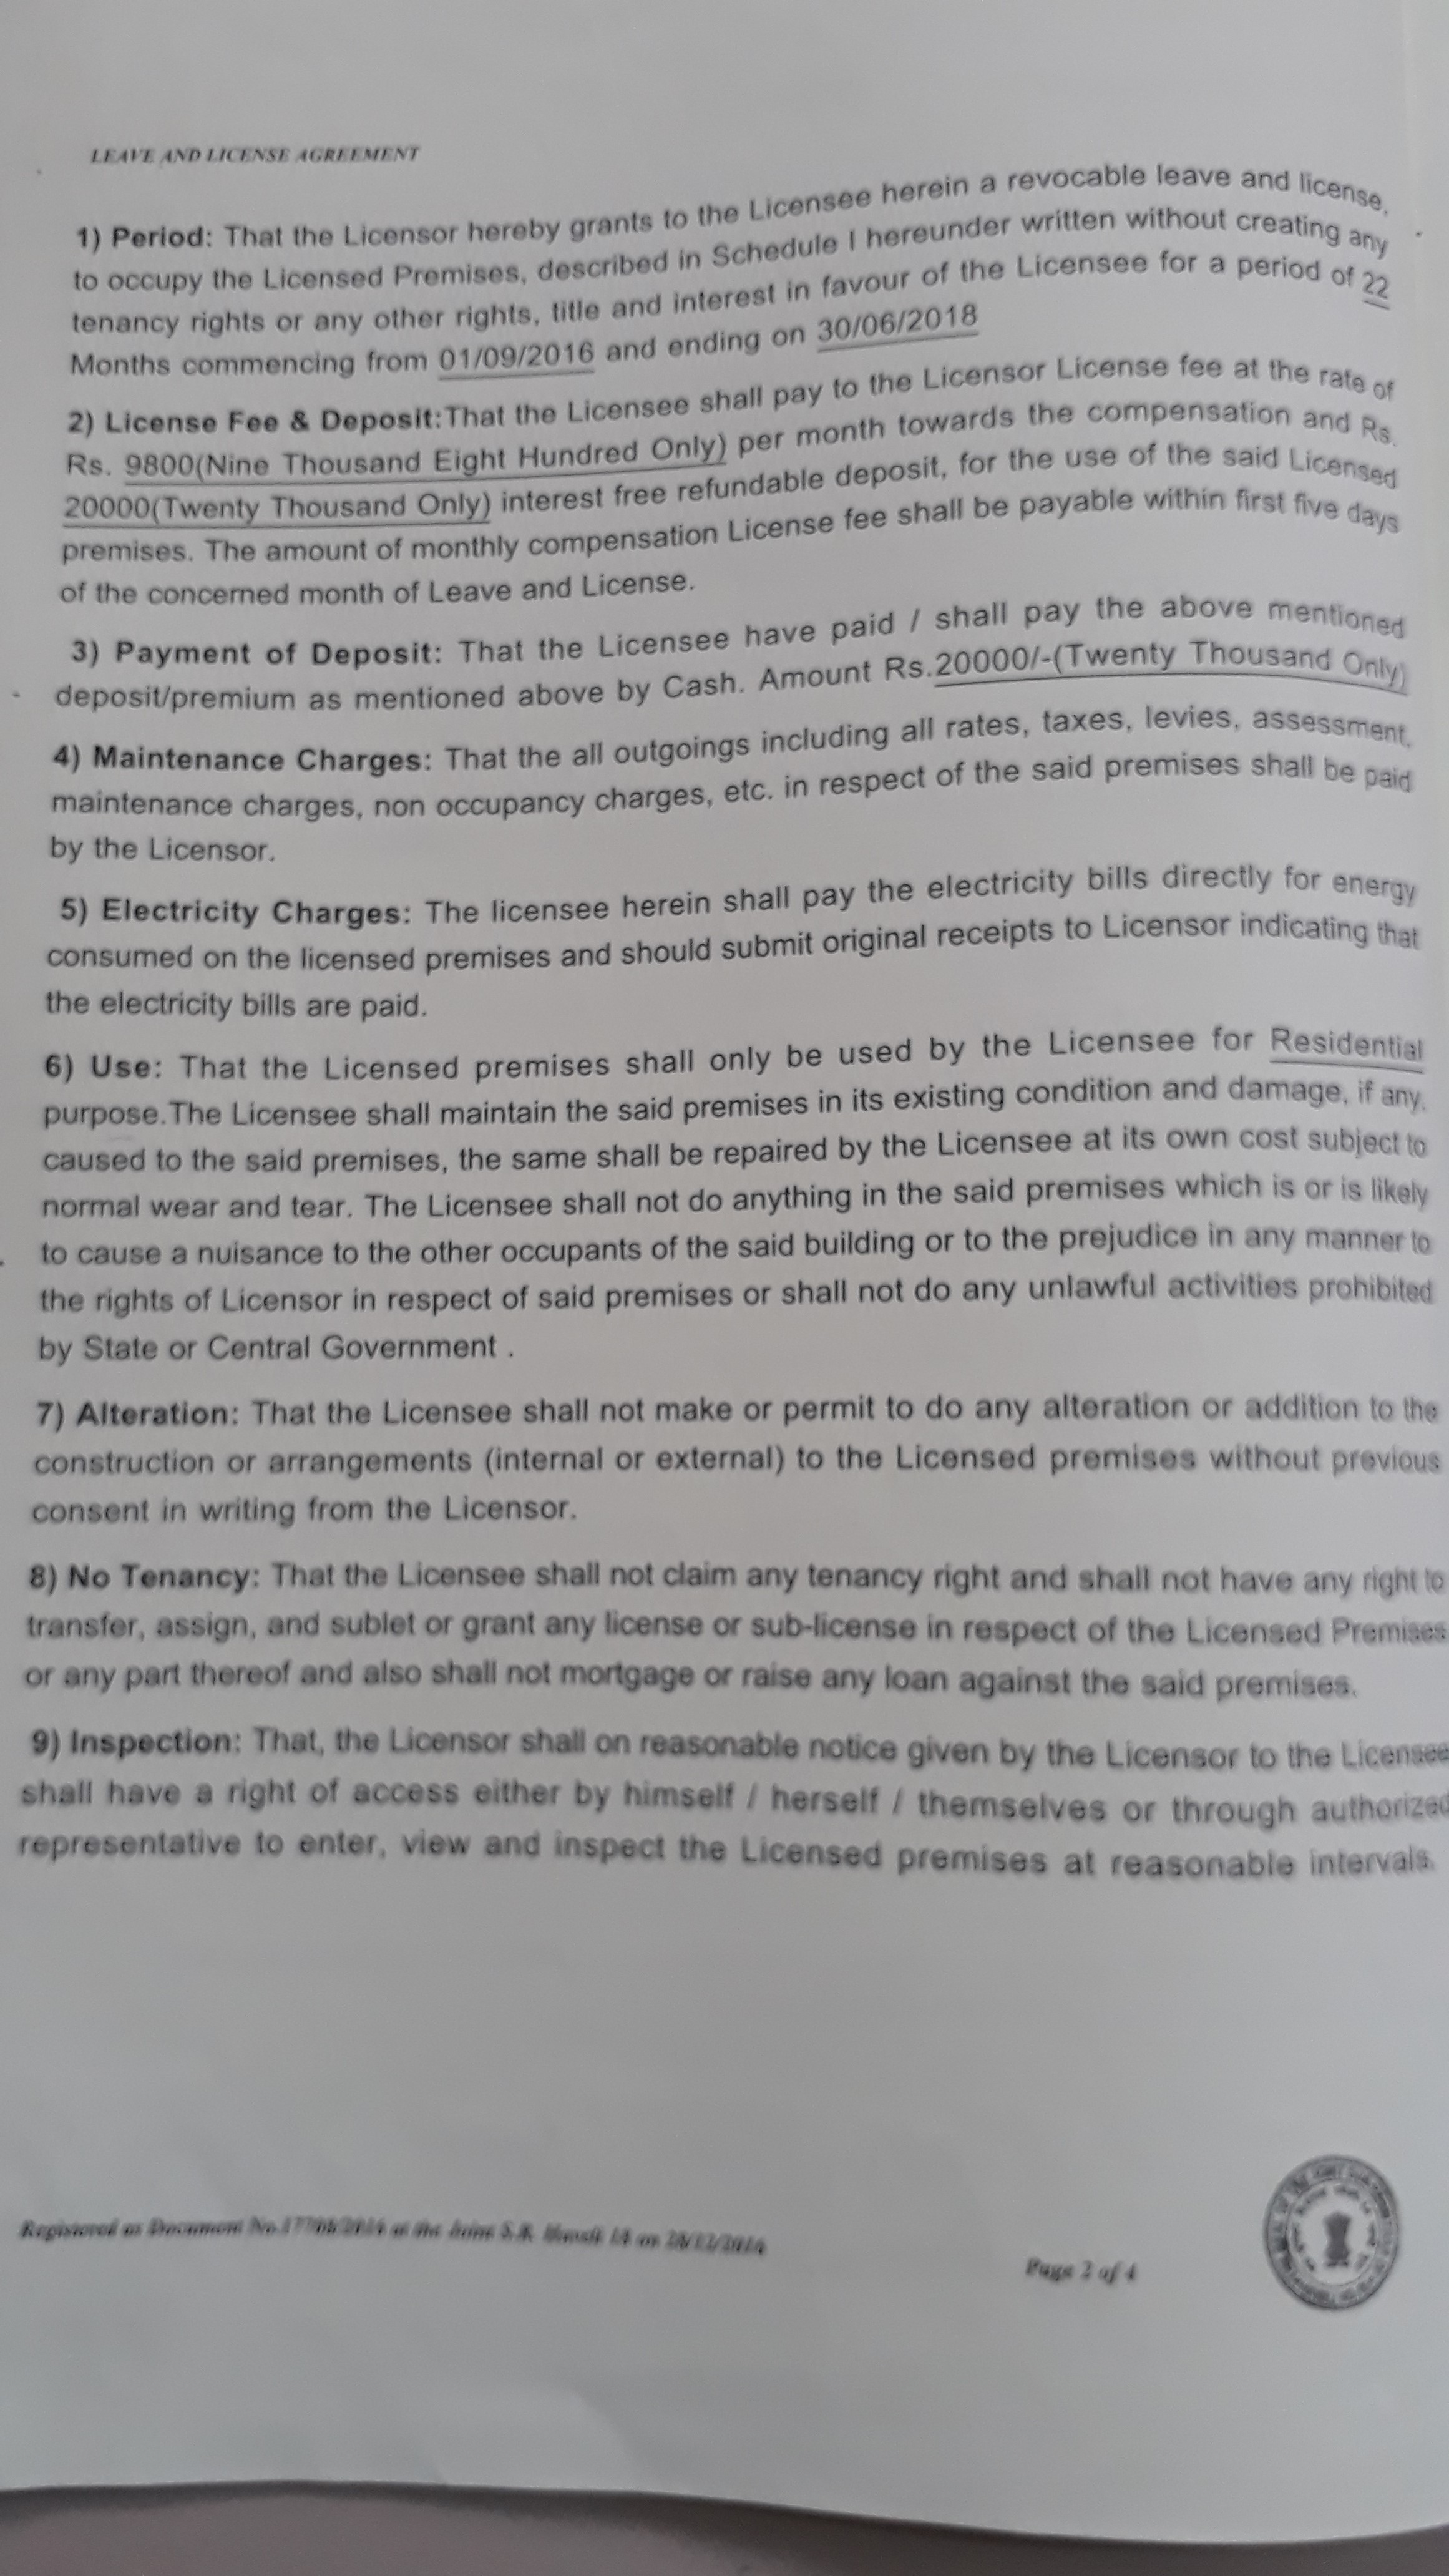 LEAVE AND LICENSE AGREEMENT
1) Period: That the Licensor hereby grants to the Licensee herein a revocable leave and license,
to occupy the Licensed Premises, described in Schedule I hereunder written without creating any
tenancy rights or any other rights, title and interest in favour of the Licensee for a period of 22
Months commencing from 01/09/2016 and ending on 30/06/2018
2) License Fee & Deposit:That the Licensee shall pay to the Licensor License fee at the rate of
Rs. 9800(Nine Thousand Eight Hundred Only) per month towards the compensation and Rs.
20000(Twenty Thousand Only) interest free refundable deposit, for the use of the said Licensed
premises. The amount of monthly compensation License fee shall be payable within first five days
of the concerned month of Leave and License.
3) Payment of Deposit: That the Licensee have paid / shall pay the above mentioned
deposit/premium as mentioned above by Cash. Amount Rs.20000/-(Twenty Thousand Only)
4) Maintenance Charges: That the all outgoings including all rates, taxes, levies, assessment,
maintenance charges, non occupancy charges, etc. in respect of the said premises shall be paid
by the Licensor.
5) Electricity Charges: The licensee herein shall pay the electricity bills directly for energy
consumed on the licensed premises and should submit original receipts to Licensor indicating that
the electricity bills are paid.
6) Use: That the Licensed premises shall only be used by the Licensee for Residential
purpose.The Licensee shall maintain the said premises in its existing condition and damage, if any,
caused to the said premises, the same shall be repaired by the Licensee at its own cost subject to
normal wear and tear. The Licensee shall not do anything in the said premises which is or is likely
to cause a nuisance to the other occupants of the said building or to the prejudice in any manner to
the rights of Licensor in respect of said premises or shall not do any unlawful activities prohibited
by State or Central Government .
7) Alteration: That the Licensee shall not make or permit to do any alteration or addition to the
construction or arrangements (internal or external) to the Licensed premises without previous
consent in writing from the Licensor.
8) No Tenancy: That the Licensee shall not claim any tenancy right and shall not have any right to
transfer, assign, and sublet or grant any license or sub-license in respect of the Licensed Premises
or any part thereof and also shall not mortgage or raise any loan against the said premises.
9) Inspection: That, the Licensor shall on reasonable notice given by the Licensor to the Licensee
shall have a right of access either by himself / herself / themselves or through authorized
representative to enter, view and inspect the Licensed premises at reasonable intervals.
Registered as Document at the Joint S.R. on
Page 2 of 4